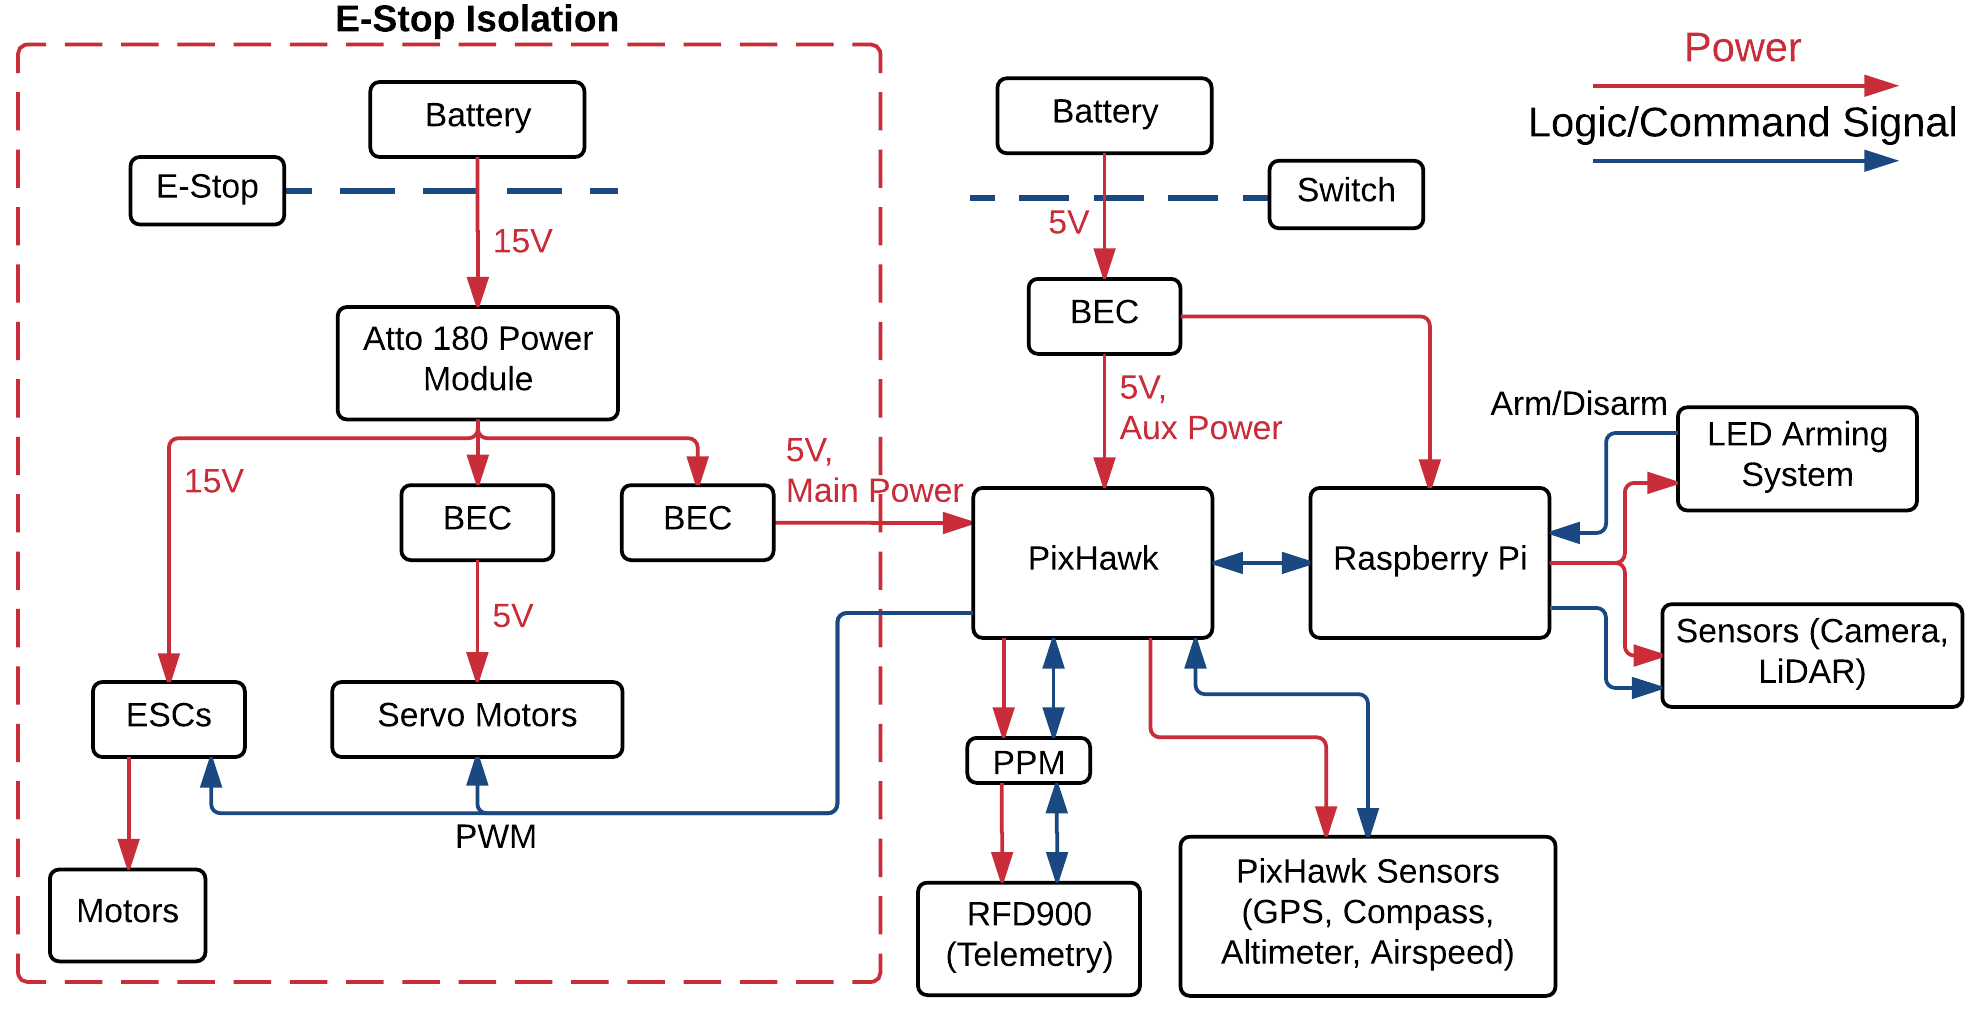 E-Stop Isolation
Power
Logic/Command Signal
Battery
E-Stop
15V
Atto 180 Power
Module
15V
BEC
BEC
5V,
Main Power
5V
ESCs
Servo Motors
PWM
Motors
Battery
Switch
5V
BEC
5V,
Aux Power
Arm/Disarm
LED Arming
System
PixHawk
Raspberry Pi
Sensors (Camera,
LiDAR)
PPM
RFD900
(Telemetry)
PixHawk Sensors
(GPS, Compass,
Altimeter, Airspeed)